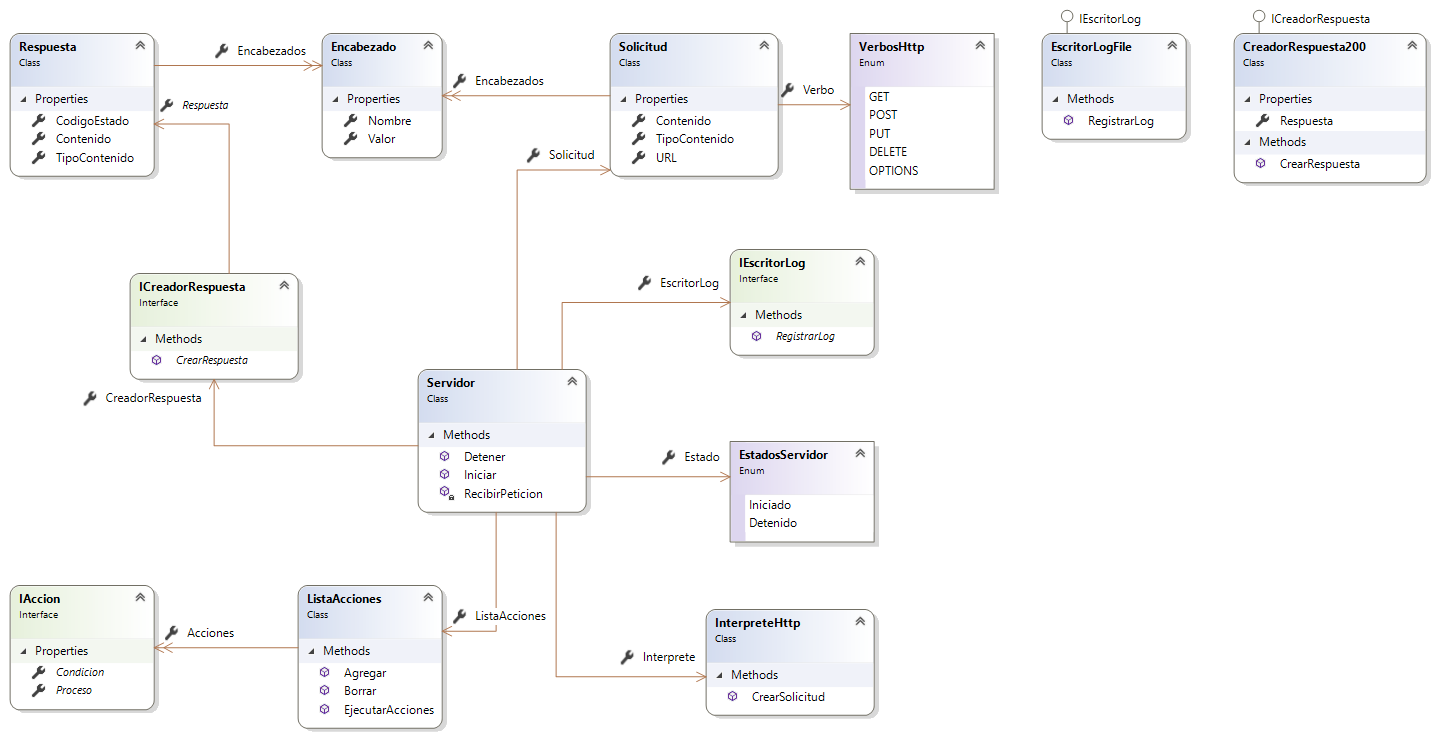 Respuesta
Class
Properties
CodigoEstado
Contenido
TipoContenido
Encabezados
Encabezado
Class
Properties
Nombre
Valor
Encabezados
Solicitud
Class
Properties
Contenido
TipoContenido
URL
Verbo
VerbosHttp
Enum
GET
POST
PUT
DELETE
OPTIONS
IEscritorLog
EscritorLogFile
Class
Methods
RegistrarLog
ICreadorRespuesta
CreadorRespuesta200
Class
Properties
Respuesta
Methods
CrearRespuesta
Respuesta
Solicitud
ICreadorRespuesta
Interface
Methods
CrearRespuesta
CreadorRespuesta
EscritorLog
IEscritorLog
Interface
Methods
RegistrarLog
Servidor
Class
Methods
Detener
Iniciar
RecibirPeticion
Estado
EstadosServidor
Enum
Iniciado
Detenido
IAccion
Interface
Properties
Condicion
Proceso
Acciones
ListaAcciones
Class
Methods
Agregar
Borrar
EjecutarAcciones
ListaAcciones
Interprete
InterpreteHttp
Class
Methods
CrearSolicitud